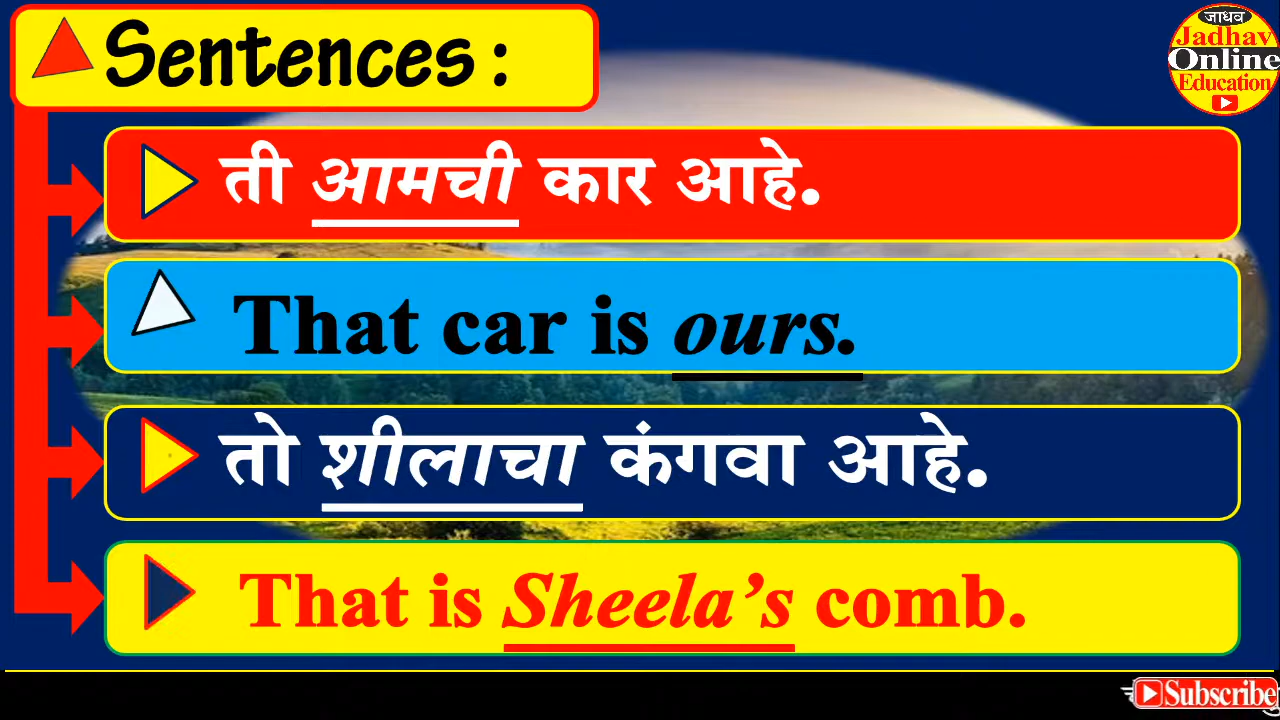 Sentences :
जाधव
Jadhav
Online
Education
ती आमची कार आहे.
That car is ours.
तो शीलाचा कंगवा आहे.
That is Sheela’s comb.
Subscribe